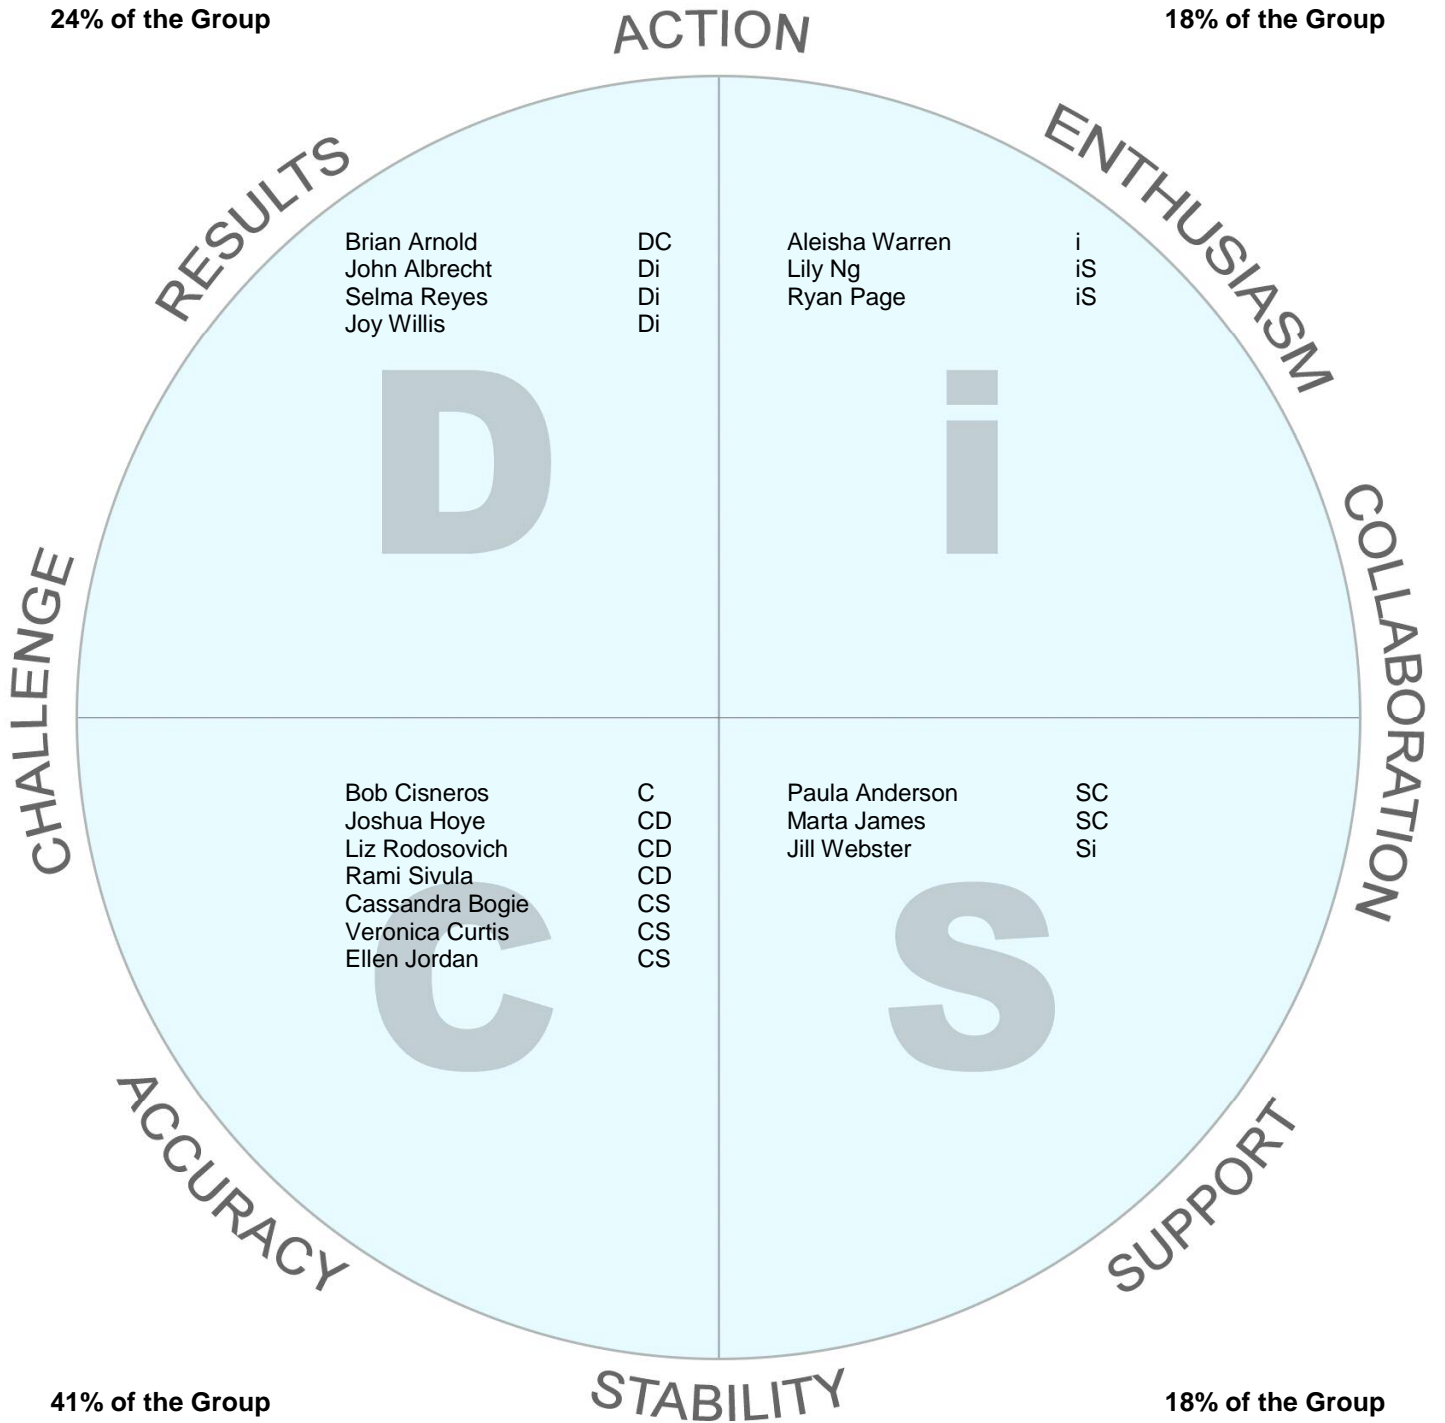 24% of the Group
18% of the Group
ACTION
RESULTS
ENTHUSIASM
Brian Arnold DC
John Albrecht Di
Selma Reyes Di
Joy Willis Di
Aleisha Warren i
Lily Ng iS
Ryan Page iS
D
i
CHALLENGE
COLLABORATION
Bob Cisneros C
Joshua Hoye CD
Liz Rodosovich CD
Rami Sivula CD
Cassandra Bogie CS
Veronica Curtis CS
Ellen Jordan CS
Paula Anderson SC
Marta James SC
Jill Webster Si
C
S
ACCURACY
SUPPORT
STABILITY
41% of the Group
18% of the Group